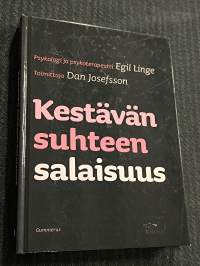 Psykologi ja psykoterapeutti Egil Linge
Toimittaja Dan Josefsson
Kestävän
suhteen
salaisuus
Gummerus